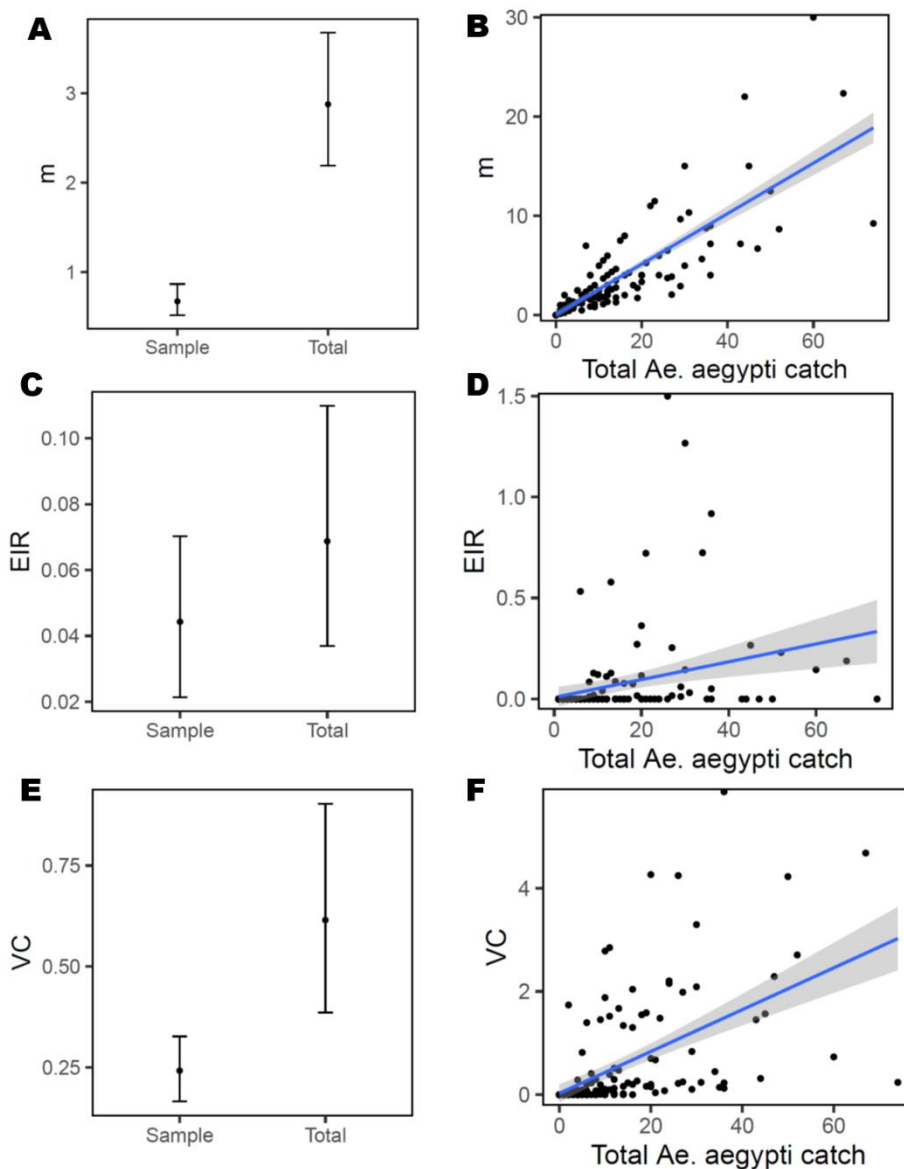 A
3
2
1
m
Sample Total
B
30
20
10
0
m
0 20 40 60
Total Ae. aegypti catch
C
0.10
0.08
0.06
0.04
0.02
EIR
Sample Total
D
1.5
1.0
0.5
0.0
EIR
0 20 40 60
Total Ae. aegypti catch
E
0.75
0.50
0.25
VC
Sample Total
F
4
2
0
VC
0 20 40 60
Total Ae. aegypti catch